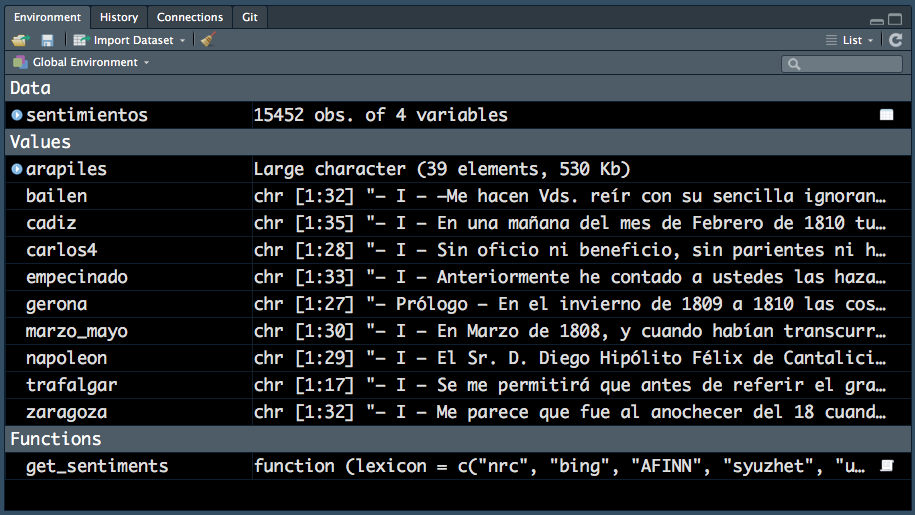 Environment History Connections Git
Import Dataset List
Global Environment
Data
sentimientos 15452 obs. of 4 variables
Values
arapiles Large character (39 elements, 530 Kb)
bailen chr [1:32] "— I — —Me hacen Vds. reír con su sencilla ignoran…
cadiz chr [1:35] "— I — En una mañana del mes de Febrero de 1810 tu…
carlos4 chr [1:28] "— I — Sin oficio ni beneficio, sin parientes ni h…
empecinado chr [1:33] "— I — Anteriormente he contado a ustedes las haza…
gerona chr [1:27] "— Prólogo — En el invierno de 1809 a 1810 las cos…
marzo_mayo chr [1:30] "— I — En Marzo de 1808, y cuando habían transcurr…
napoleon chr [1:29] "— I — El Sr. D. Diego Hipólito Félix de Cantalici…
trafalgar chr [1:17] "— I — Se me permitirá que antes de referir el gra…
zaragoza chr [1:32] "— I — Me parece que fue al anochecer del 18 cuand…
Functions
get_sentiments function (lexicon = c("nrc", "bing", "AFINN", "syuzhet", "u…